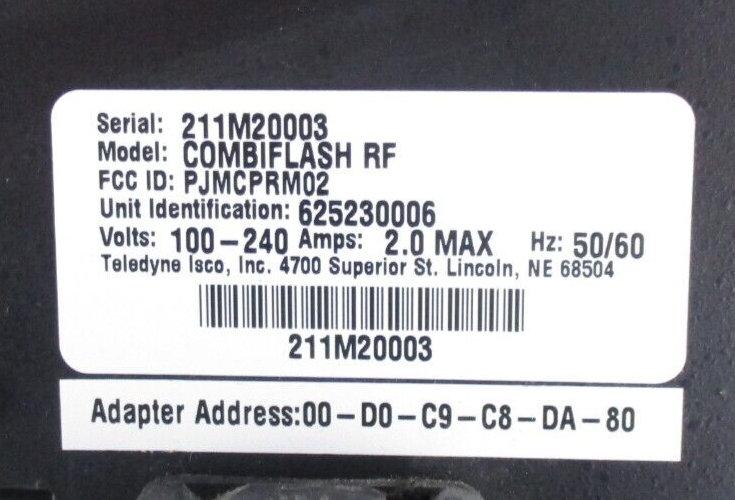 Serial: 211M20003
Model: COMBIFLASH RF
FCC ID: PJMCPRM02
Unit Identification: 625230006
Volts: 100-240 Amps: 2.0 MAX Hz: 50/60
Teledyne Isco, Inc. 4700 Superior St. Lincoln, NE 68504
211M20003
Adapter Address:00-D0-C9-C8-DA-80